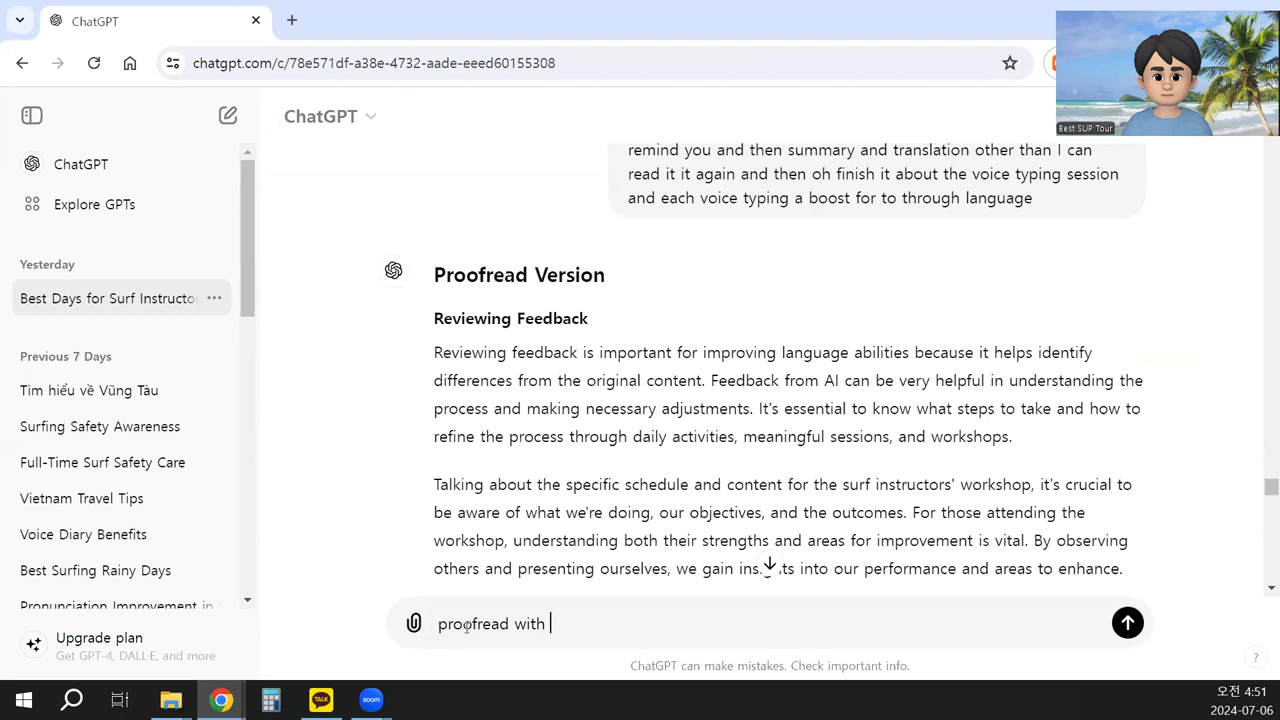 ChatGPT
chatgpt.com/c/78e571df-a38e-4732-aade-eeed60155308
Best SUP Tour
ChatGPT
ChatGPT
Explore GPTs
Yesterday
Best Days for Surf Instructo
Previous 7 Days
Tìm hiểu về Vũng Tàu
Surfing Safety Awareness
Full-Time Surf Safety Care
Vietnam Travel Tips
Voice Diary Benefits
Best Surfing Rainy Days
Pronunciation Improvement in
Upgrade plan
Get GPT-4, DALL·E, and more
remind you and then summary and translation other than I can
read it it again and then oh finish it about the voice typing session
and each voice typing a boost for to through language
Proofread Version
Reviewing Feedback
Reviewing feedback is important for improving language abilities because it helps identify
differences from the original content. Feedback from AI can be very helpful in understanding the
process and making necessary adjustments. It's essential to know what steps to take and how to
refine the process through daily activities, meaningful sessions, and workshops.
Talking about the specific schedule and content for the surf instructors' workshop, it's crucial to
be aware of what we're doing, our objectives, and the outcomes. For those attending the
workshop, understanding both their strengths and areas for improvement is vital. By observing
others and presenting ourselves, we gain ins ts into our performance and areas to enhance.
proofread with
ChatGPT can make mistakes. Check important info.
?
TALK
zoom
오전 4:51
2024-07-06